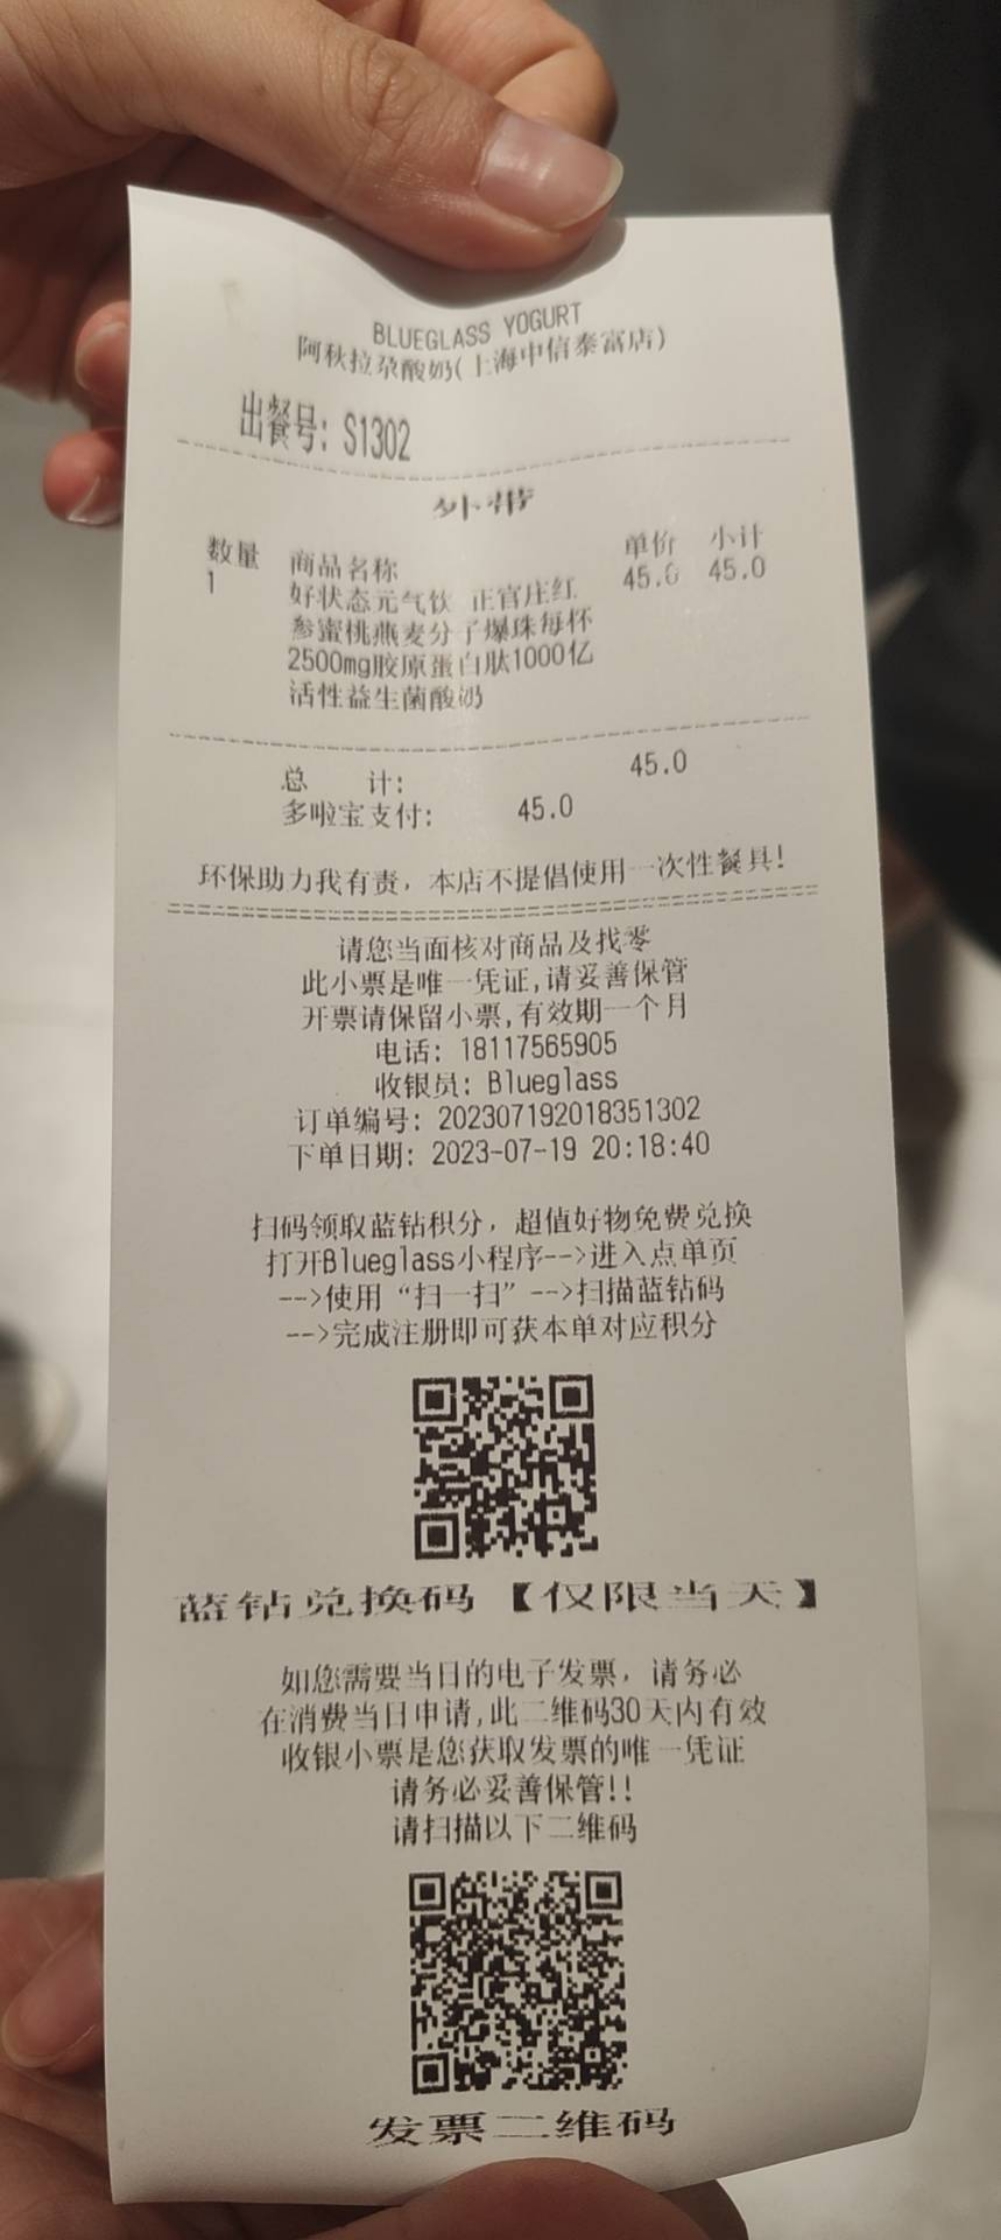 BLUEGLASS YOGURT
阿秋拉尕酸奶(上海中信泰富店)
出餐号: S1302
外带
数量 商品名称 单价 小计
1 好状态元气饮 正官庄红 45.0 45.0
参蜜桃燕麦分子爆珠每杯
2500mg胶原蛋白肽1000亿
活性益生菌酸奶
总 计: 45.0
多啦宝支付: 45.0
环保助力我有责，本店不提倡使用一次性餐具!
请您当面核对商品及找零
此小票是唯一凭证,请妥善保管
开票请保留小票,有效期一个月
电话: 18117565905
收银员: Blueglass
订单编号: 202307192018351302
下单日期: 2023-07-19 20:18:40
扫码领取蓝钻积分，超值好物免费兑换
打开Blueglass小程序-->进入点单页
-->使用“扫一扫”-->扫描蓝钻码
-->完成注册即可获本单对应积分
蓝钻兑换码【仅限当天】
如您需要当日的电子发票，请务必
在消费当日申请,此二维码30天内有效
收银小票是您获取发票的唯一凭证
请务必妥善保管!!
请扫描以下二维码
发票二维码